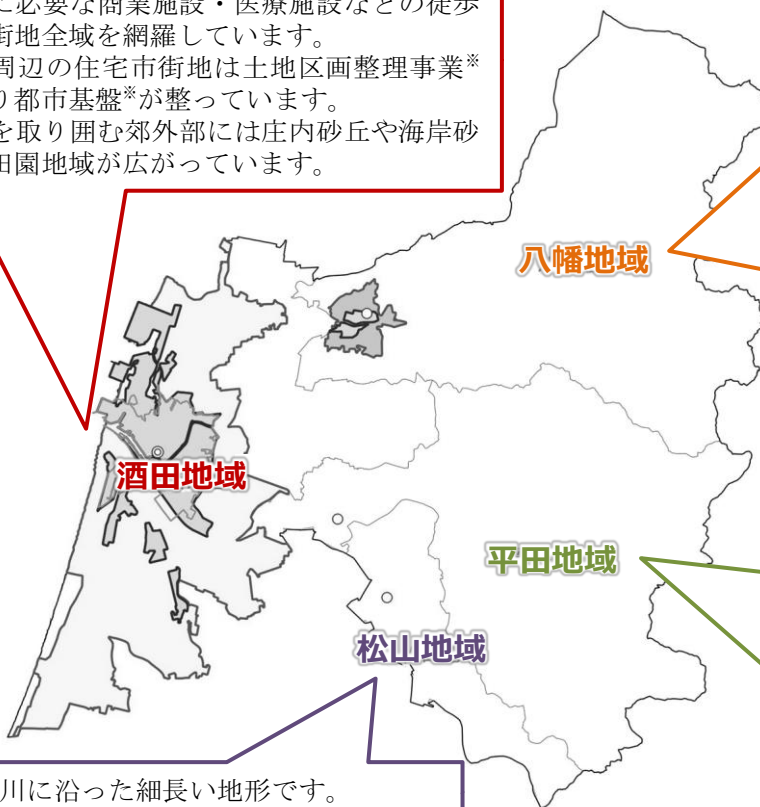 に必要な商業施設・医療施設などの徒歩
街地全域を網羅しています。
周辺の住宅市街地は土地区画整理事業※
り都市基盤※が整っています。
を取り囲む郊外部には庄内砂丘や海岸砂
田園地域が広がっています。
八幡地域
酒田地域
平田地域
松山地域
川に沿った細長い地形です。